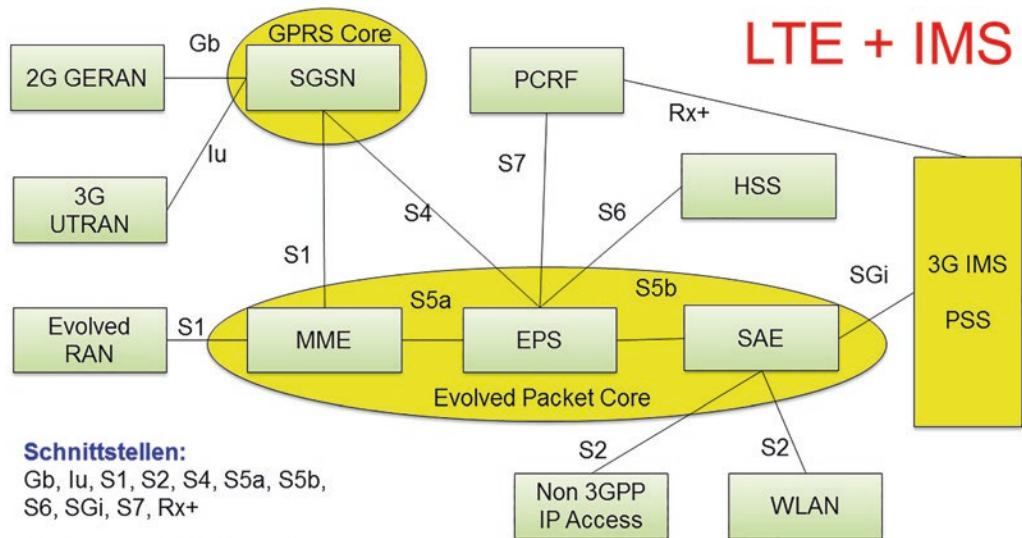 LTE + IMS
GPRS Core
Gb
2G GERAN
SGSN
PCRF
Rx+
Iu
S7
3G
UTRAN
HSS
S4
S6
S1
SGi
3G IMS
PSS
S5a
S5b
Evolved
RAN
S1
MME
EPS
SAE
Evolved Packet Core
Schnittstellen:
Gb, Iu, S1, S2, S4, S5a, S5b,
S6, SGi, S7, Rx+
S2
S2
Non 3GPP
IP Access
WLAN